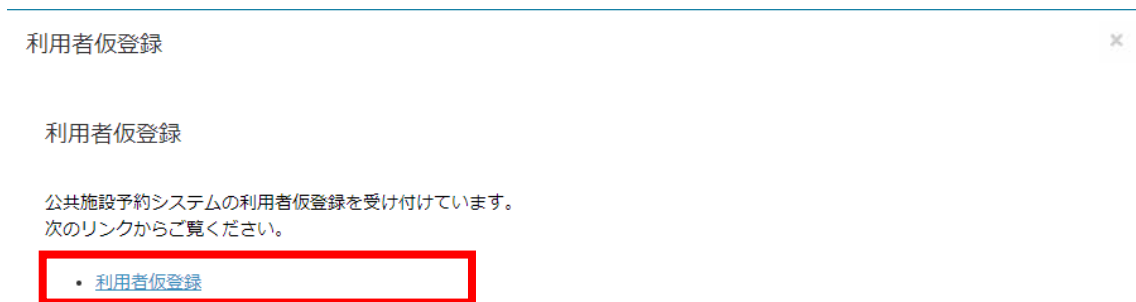 利用者仮登録
×
利用者仮登録
公共施設予約システムの利用者仮登録を受け付けています。
次のリンクからご覧ください。
• 利用者仮登録